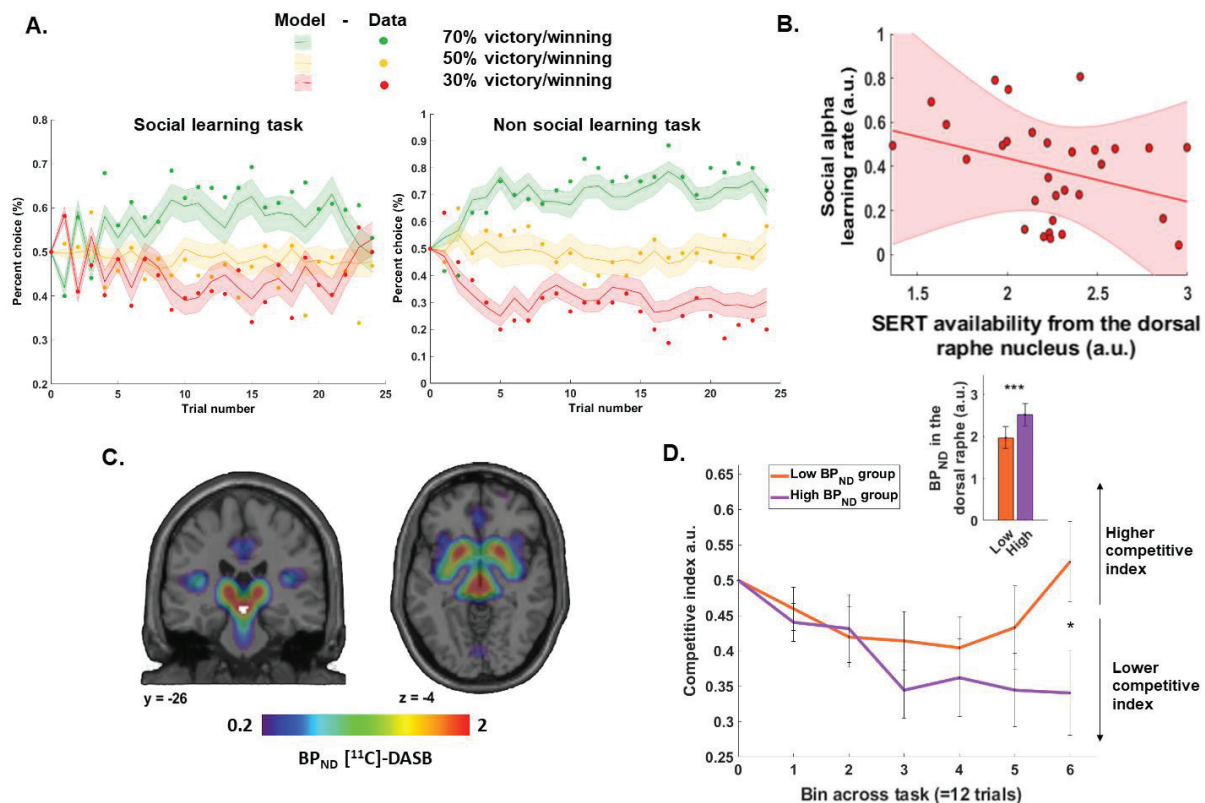 A.
Model - Data
70% victory/winning
50% victory/winning
30% victory/winning
Social learning task
Percent choice (%)
0.8
0.7
0.6
0.5
0.4
0.3
0.2
0
5
10
15
20
25
Trial number
Non social learning task
Percent choice (%)
1
0.9
0.8
0.7
0.6
0.5
0.4
0.3
0.2
0.1
0
0
5
10
15
20
25
Trial number
B.
Social alpha
learning rate (a.u.)
1
0.8
0.6
0.4
0.2
0
1.5
2
2.5
3
SERT availability from the dorsal
raphe nucleus (a.u.)
C.
y = -26
z = -4
0.2
2
BPND [11C]-DASB
D.
Low BPND group
High BPND group
Competitive index a.u.
0.65
0.6
0.55
0.5
0.45
0.4
0.35
0.3
0.25
0
1
2
3
4
5
6
Bin across task (=12 trials)
BPND in the
dorsal raphe (a.u.)
3
2
1
0
***
Low
High
Higher
competitive
index
*
Lower
competitive
index